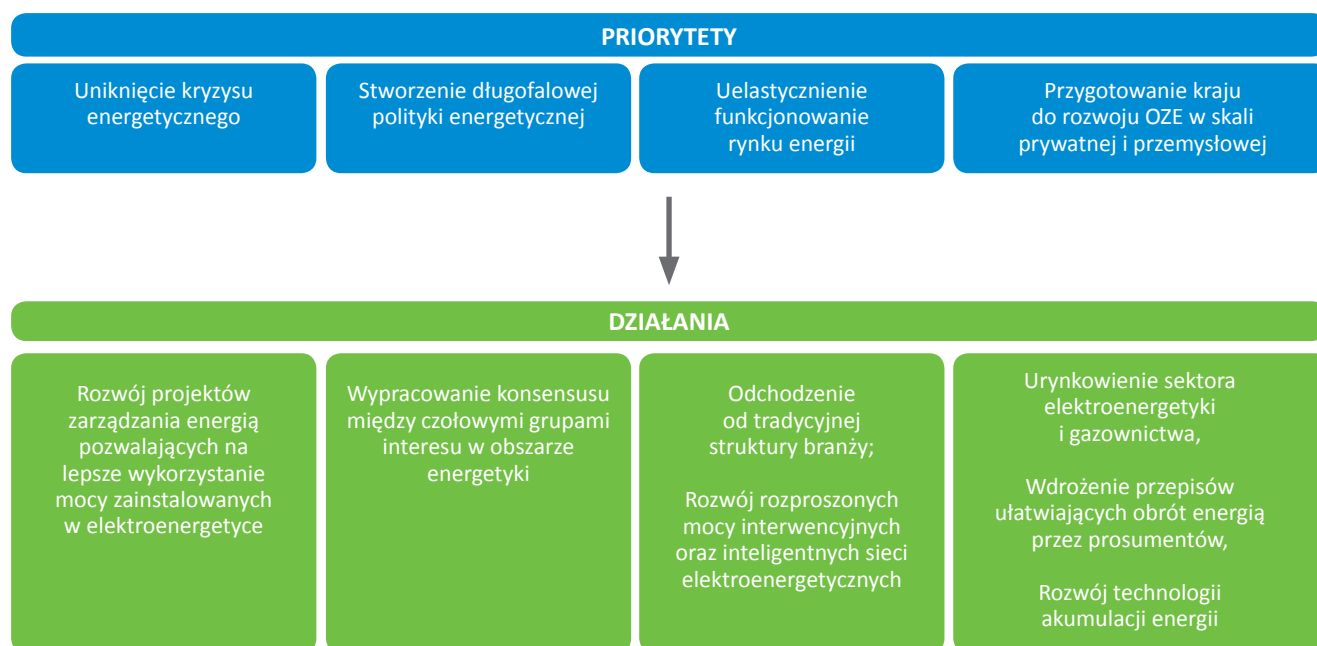 PRIORYTETY
Uniknięcie kryzysu
energetycznego
Stworzenie długofalowej
polityki energetycznej
Uelastycznienie
funkcjonowanie
rynku energii
Przygotowanie kraju
do rozwoju OZE w skali
prywatnej i przemysłowej
DZIAŁANIA
Rozwój projektów
zarządzania energią
pozwalających na
lepsze wykorzystanie
mocy zainstalowanych
w elektroenergetyce
Wypracowanie konsensusu
między czołowymi grupami
interesu w obszarze
energetyki
Odchodzenie
od tradycyjnej
struktury branży;
Rozwój rozproszonych
mocy interwencyjnych
oraz inteligentnych sieci
elektroenergetycznych
Urynkowienie sektora
elektroenergetyki
i gazownictwa,
Wdrożenie przepisów
ułatwiających obrót energią
przez prosumentów,
Rozwój technologii
akumulacji energii